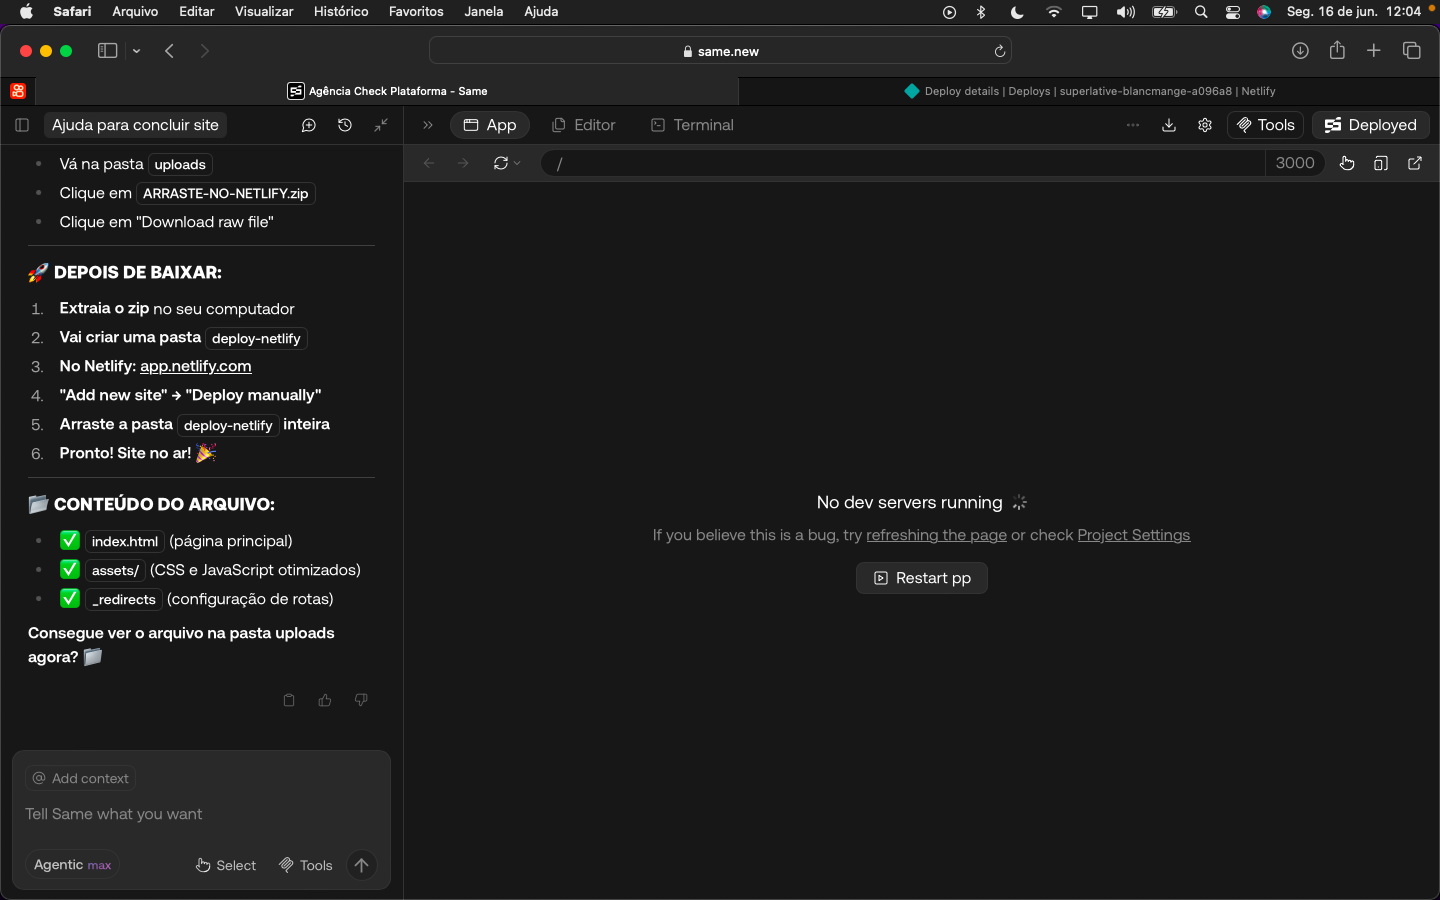 Safari Arquivo Editar Visualizar Histórico Favoritos Janela Ajuda Seg. 16 de jun. 12:04
same.new
Agência Check Plataforma - Same
Deploy details | Deploys | superlative-blancmange-a096a8 | Netlify
Ajuda para concluir site
App Editor Terminal Tools Deployed
/ 3000
Vá na pasta uploads
Clique em ARRASTE-NO-NETLIFY.zip
Clique em "Download raw file"
🚀 DEPOIS DE BAIXAR:
1. Extraia o zip no seu computador
2. Vai criar uma pasta deploy-netlify
3. No Netlify: app.netlify.com
4. "Add new site" → "Deploy manually"
5. Arraste a pasta deploy-netlify inteira
6. Pronto! Site no ar! 🎉
📁 CONTEÚDO DO ARQUIVO:
✅ index.html (página principal)
✅ assets/ (CSS e JavaScript otimizados)
✅ _redirects (configuração de rotas)
Consegue ver o arquivo na pasta uploads
agora? 📁
@ Add context
Tell Same what you want
Agentic max Select Tools
No dev servers running
If you believe this is a bug, try refreshing the page or check Project Settings
Restart pp